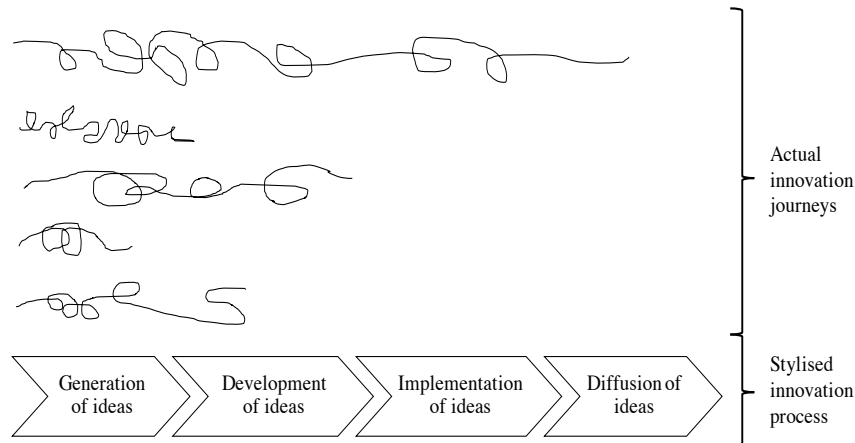 Actual
innovation
journeys
Generation
of ideas
Development
of ideas
Implementation
of ideas
Diffusion of
ideas
Stylised
innovation
process